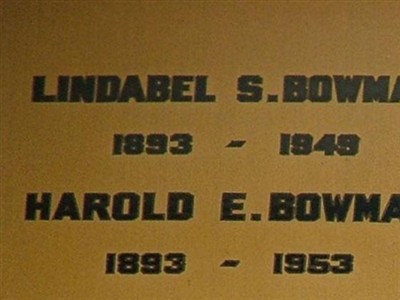 LINDABEL S. BOWMA
1893 - 1949
HAROLD E. BOWMA
1893 - 1953